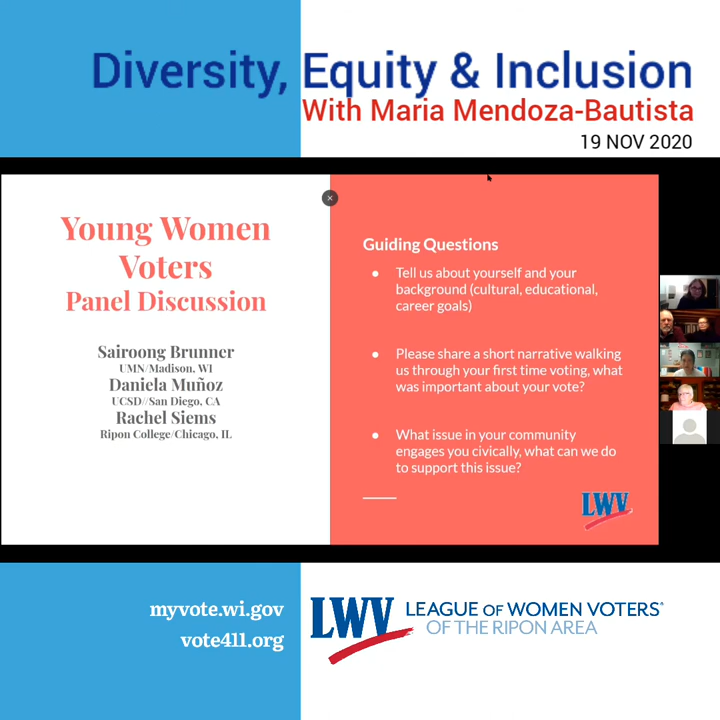 Diversity, Equity & Inclusion
With Maria Mendoza-Bautista
19 NOV 2020
Young Women
Voters
Panel Discussion
Sairoong Brunner
UMN/Madison, WI
Daniela Muñoz
UCSD//San Diego, CA
Rachel Siems
Ripon College/Chicago, IL
Guiding Questions
• Tell us about yourself and your
background (cultural, educational,
career goals)
• Please share a short narrative walking
us through your first time voting, what
was important about your vote?
• What issue in your community
engages you civically, what can we do
to support this issue?
LWV
myvote.wi.gov
vote411.org
LWV LEAGUE OF WOMEN VOTERS®
OF THE RIPON AREA